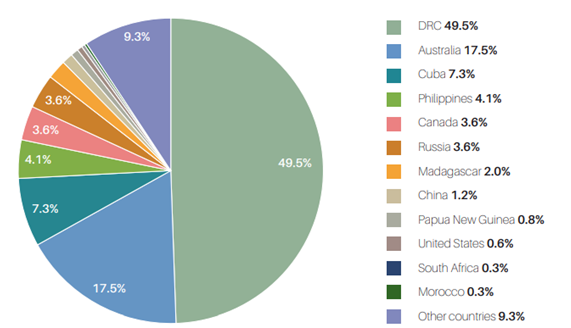 9.3%
3.6%
3.6%
4.1%
7.3%
17.5%
49.5%
DRC 49.5%
Australia 17.5%
Cuba 7.3%
Philippines 4.1%
Canada 3.6%
Russia 3.6%
Madagascar 2.0%
China 1.2%
Papua New Guinea 0.8%
United States 0.6%
South Africa 0.3%
Morocco 0.3%
Other countries 9.3%